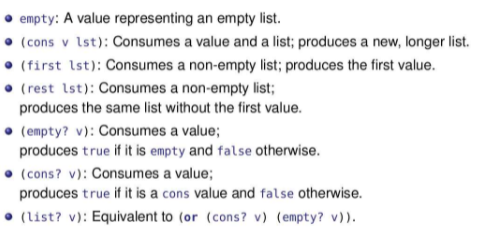 • empty: A value representing an empty list.
• (cons v lst): Consumes a value and a list; produces a new, longer list.
• (first lst): Consumes a non-empty list; produces the first value.
• (rest lst): Consumes a non-empty list;
produces the same list without the first value.
• (empty? v): Consumes a value;
produces true if it is empty and false otherwise.
• (cons? v): Consumes a value;
produces true if it is a cons value and false otherwise.
• (list? v): Equivalent to (or (cons? v) (empty? v)).